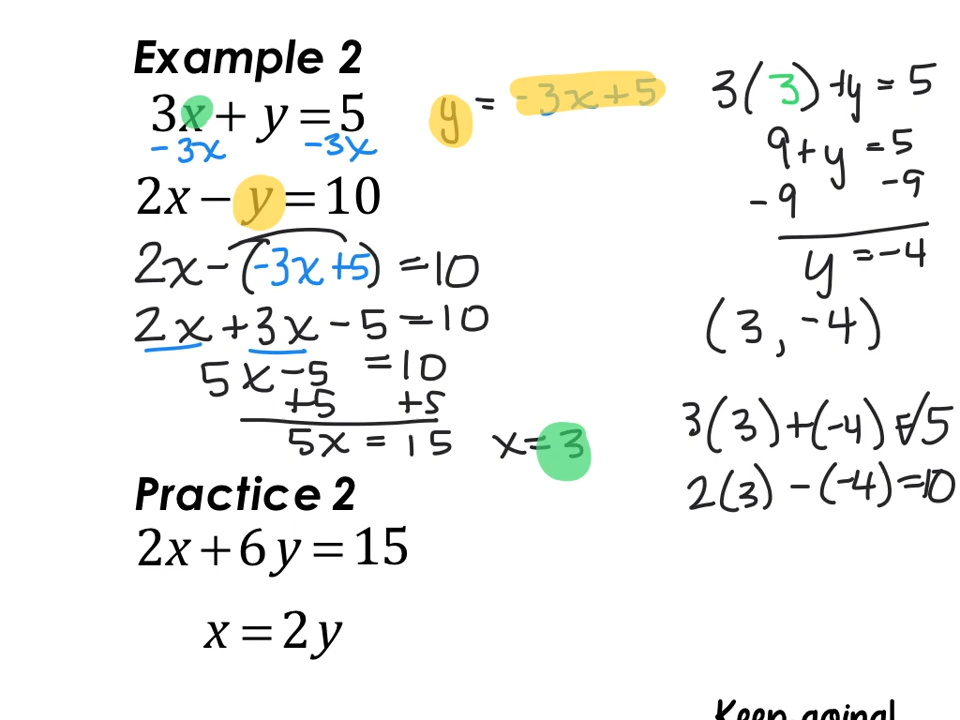 Example 2
3x + y = 5
-3x -3x
y = -3x+5
2x − y = 10
2x-(-3x+5) =10
2x+3x-5=10
5x-5 =10
+5 +5
5x = 15 x=3
3(3)+y=5
9+y =5
-9 -9
y =-4
(3,-4)
3(3)+(-4)=✓5
2(3) -(-4)=10
Practice 2
2x + 6y = 15
x = 2y
Keep going!